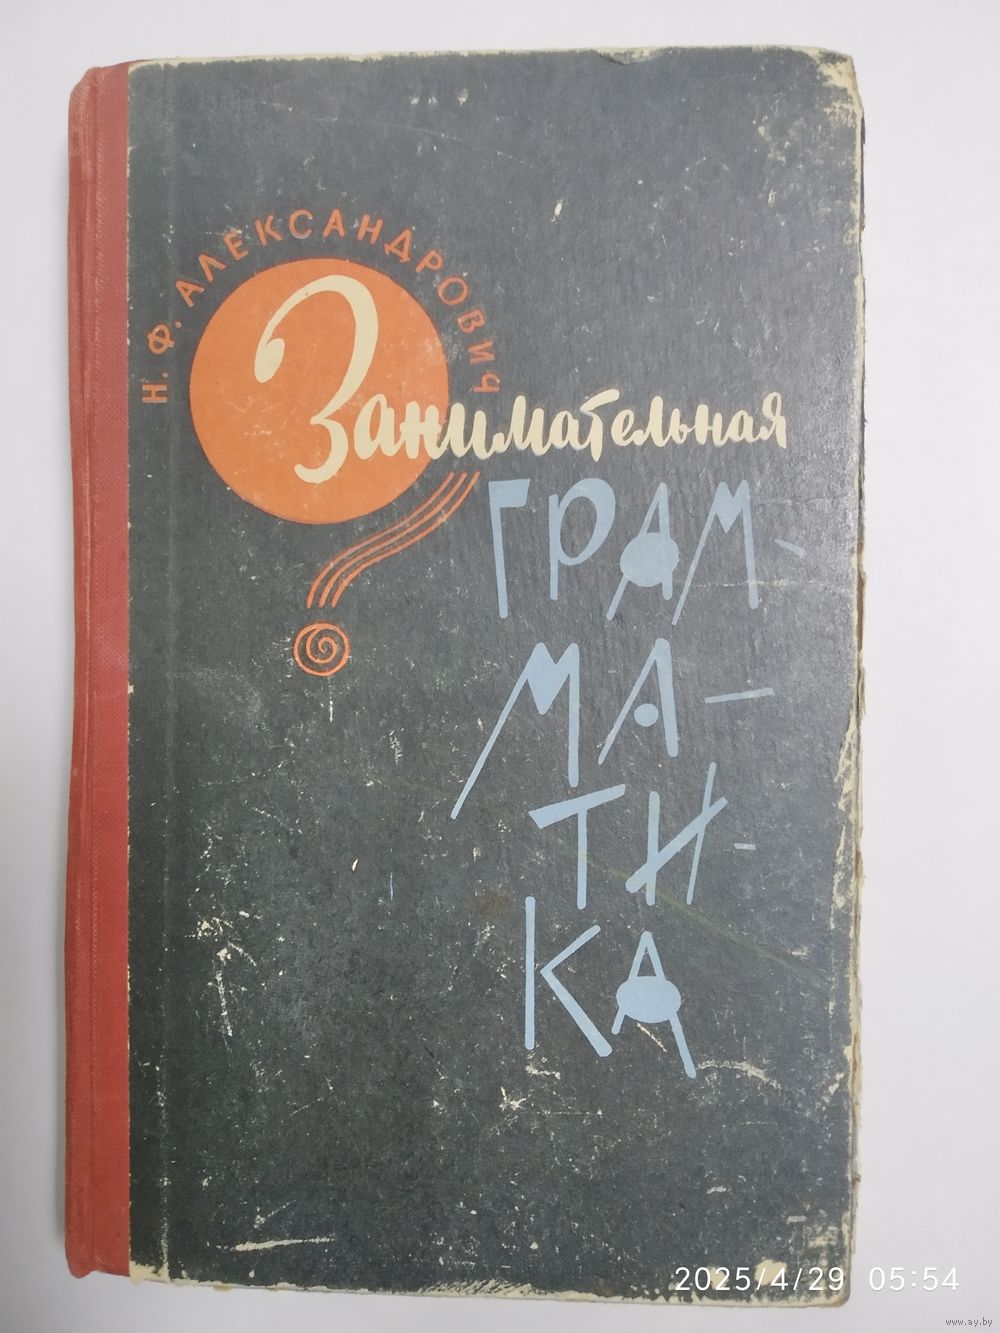 Н. Ф. АЛЕКСАНДРОВИЧ
Занимательная
ГРАМ-
МА-
ТИ-
КА
2025/4/29 05:54
www.ay.by